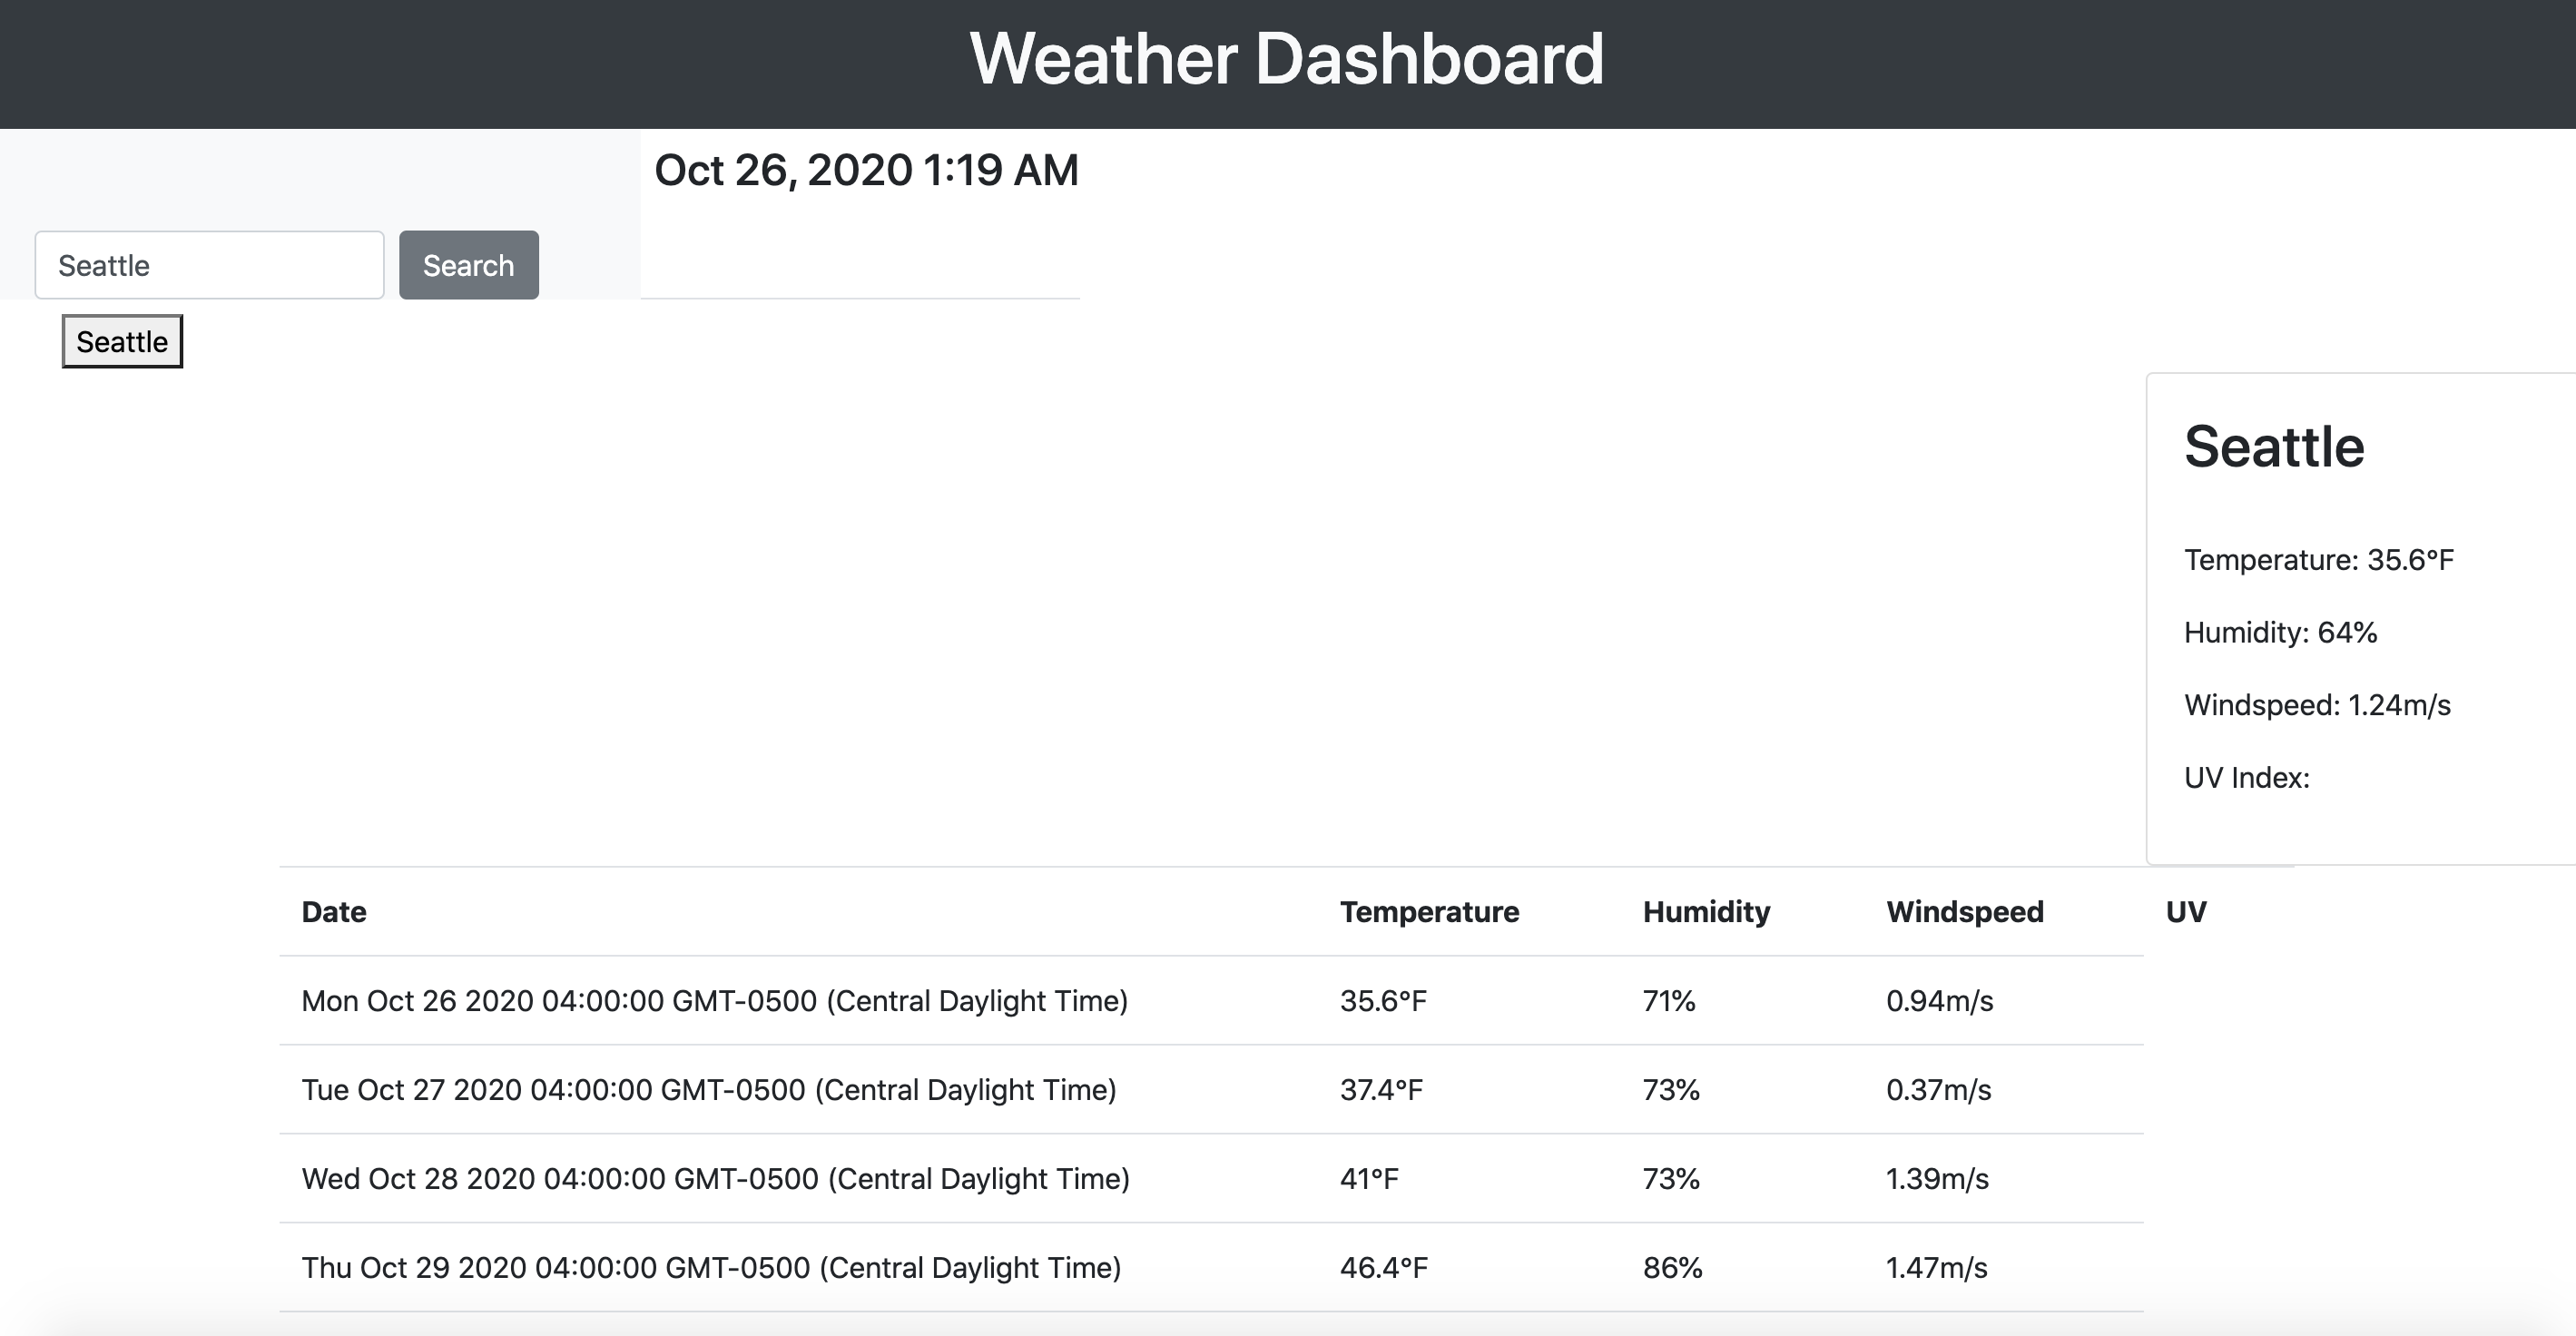 Weather Dashboard
Oct 26, 2020 1:19 AM
Seattle
Search
Seattle
Seattle
Temperature: 35.6°F
Humidity: 64%
Windspeed: 1.24m/s
UV Index:
Date Temperature Humidity Windspeed UV
Mon Oct 26 2020 04:00:00 GMT-0500 (Central Daylight Time) 35.6°F 71% 0.94m/s
Tue Oct 27 2020 04:00:00 GMT-0500 (Central Daylight Time) 37.4°F 73% 0.37m/s
Wed Oct 28 2020 04:00:00 GMT-0500 (Central Daylight Time) 41°F 73% 1.39m/s
Thu Oct 29 2020 04:00:00 GMT-0500 (Central Daylight Time) 46.4°F 86% 1.47m/s